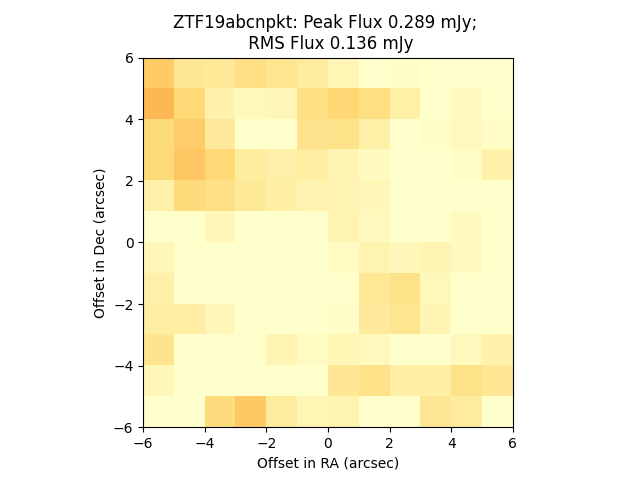 ZTF19abcnpkt: Peak Flux 0.289 mJy;
RMS Flux 0.136 mJy
6
4
2
0
−2
−4
−6
Offset in Dec (arcsec)
−6 −4 −2 0 2 4 6
Offset in RA (arcsec)